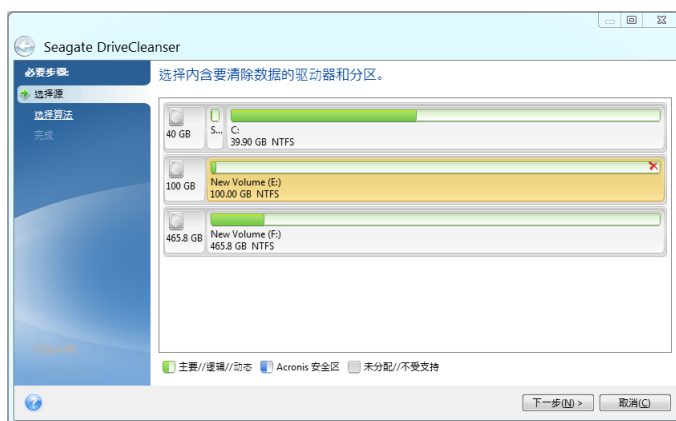 Seagate DriveCleanser
必要步骤:
选择源
选择算法
完成
选择内含要清除数据的驱动器和分区。
40 GB
S... C:
39.90 GB NTFS
100 GB
New Volume (E:)
100.00 GB NTFS
465.8 GB
New Volume (F:)
465.8 GB NTFS
主要//逻辑//动态 Acronis 安全区 未分配//不受支持
下一步(N) > 取消(C)